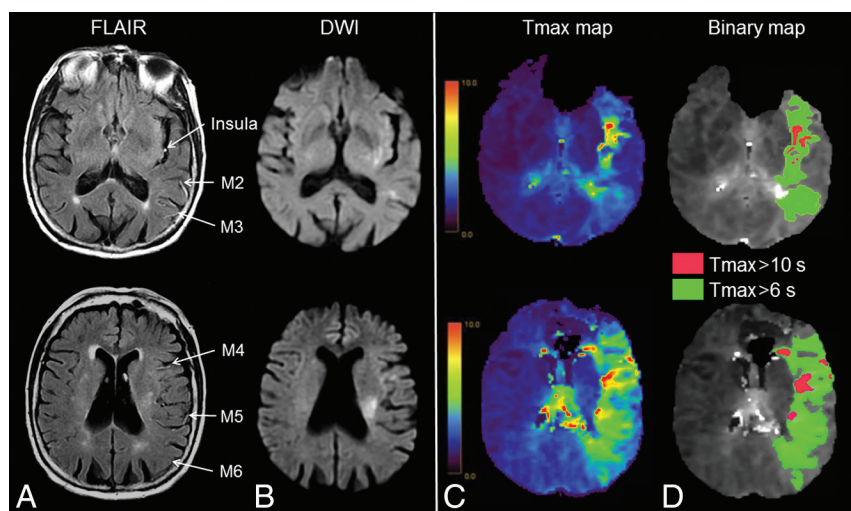 FLAIR
DWI
Tmax map
Binary map
10.0
Insula
M2
M3
0.0
Tmax>10 s
Tmax>6 s
10.0
M4
M5
M6
0.0
A
B
C
D